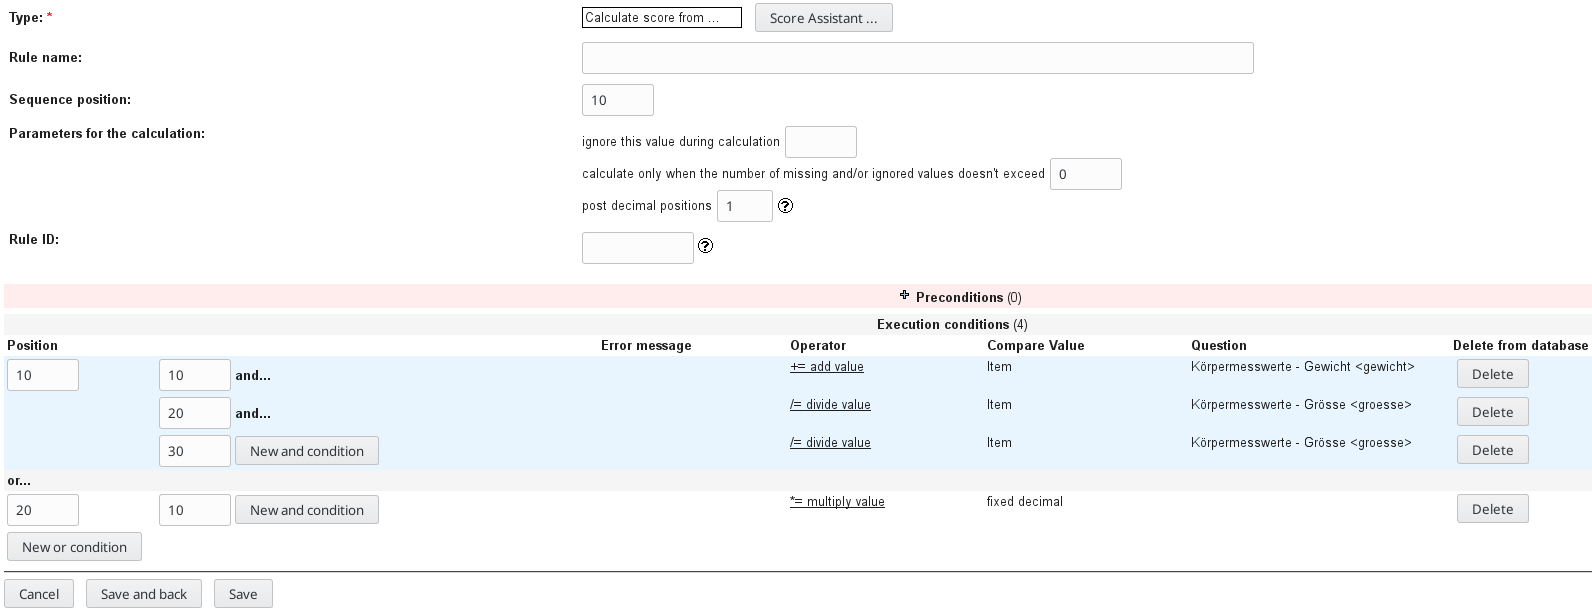 Type: * Calculate score from ... Score Assistant ...
Rule name:
Sequence position: 10
Parameters for the calculation:
ignore this value during calculation
calculate only when the number of missing and/or ignored values doesn't exceed 0
post decimal positions 1 ?
Rule ID: ?
Preconditions (0)
Execution conditions (4)
Position Error message Operator Compare Value Question Delete from database
10 10 and... += add value Item Körpermesswerte - Gewicht <gewicht> Delete
20 and... /= divide value Item Körpermesswerte - Grösse <groesse> Delete
30 New and condition /= divide value Item Körpermesswerte - Grösse <groesse> Delete
or...
20 10 New and condition *= multiply value fixed decimal Delete
New or condition
Cancel Save and back Save